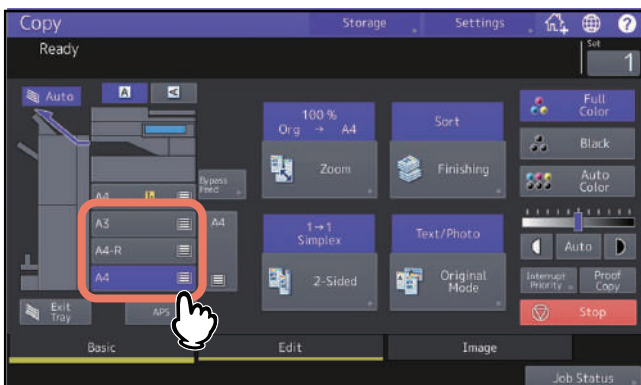 Copy
Storage
Settings
?
Ready
Set
1
Auto
A
A
100 %
Org → A4
Zoom
Sort
Finishing
Full
Color
Black
Auto
Color
Bypass
Feed
A4
A3
A4
A4-R
A4
1→1
Simplex
2-Sided
Text/Photo
Original
Mode
Auto
Interrupt
Priority
Proof
Copy
Exit
Tray
APS
Stop
Basic
Edit
Image
Job Status